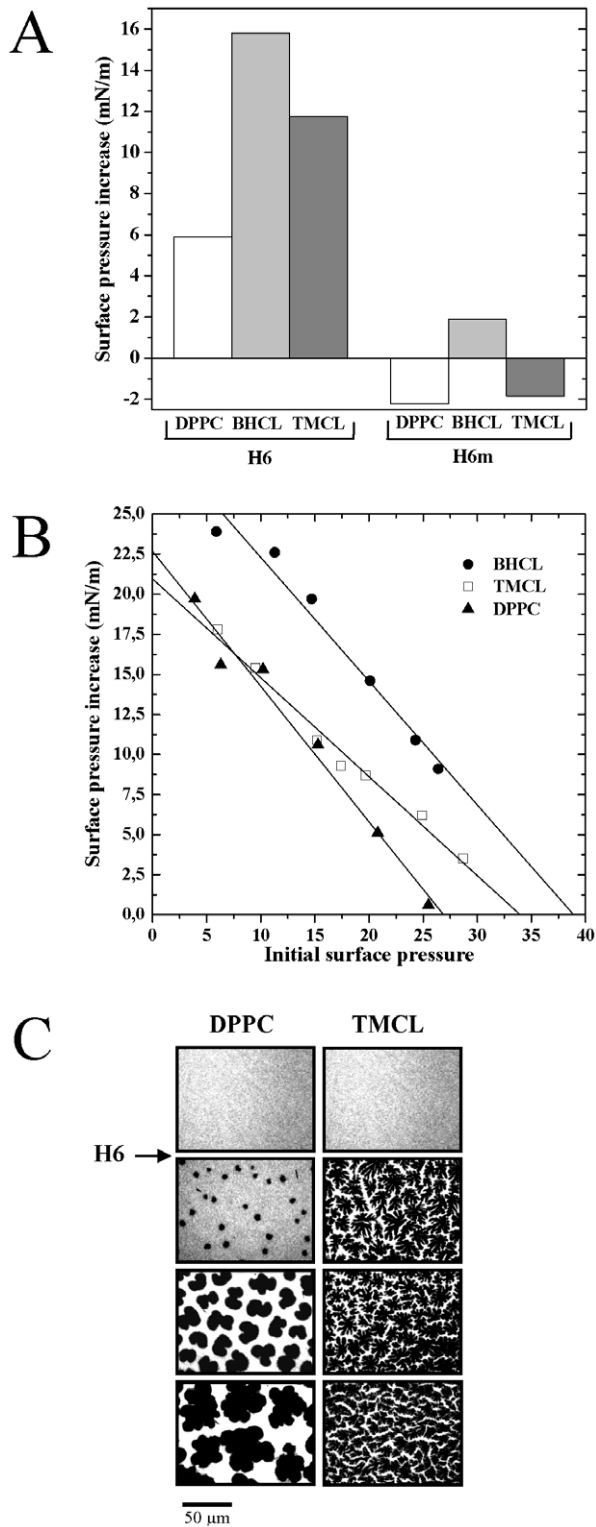 A
Surface pressure increase (mN/m)
16
14
12
10
8
6
4
2
0
-2
DPPC BHCL TMCL DPPC BHCL TMCL
H6 H6m
B
Surface pressure increase (mN/m)
25,0
22,5
20,0
17,5
15,0
12,5
10,0
7,5
5,0
2,5
0,0
BHCL
TMCL
DPPC
0 5 10 15 20 25 30 35 40
Initial surface pressure
C
DPPC TMCL
H6
50 µm